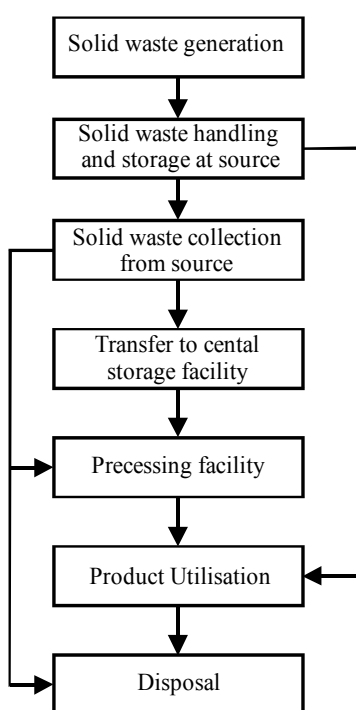 Solid waste generation
Solid waste handling
and storage at source
Solid waste collection
from source
Transfer to cental
storage facility
Precessing facility
Product Utilisation
Disposal